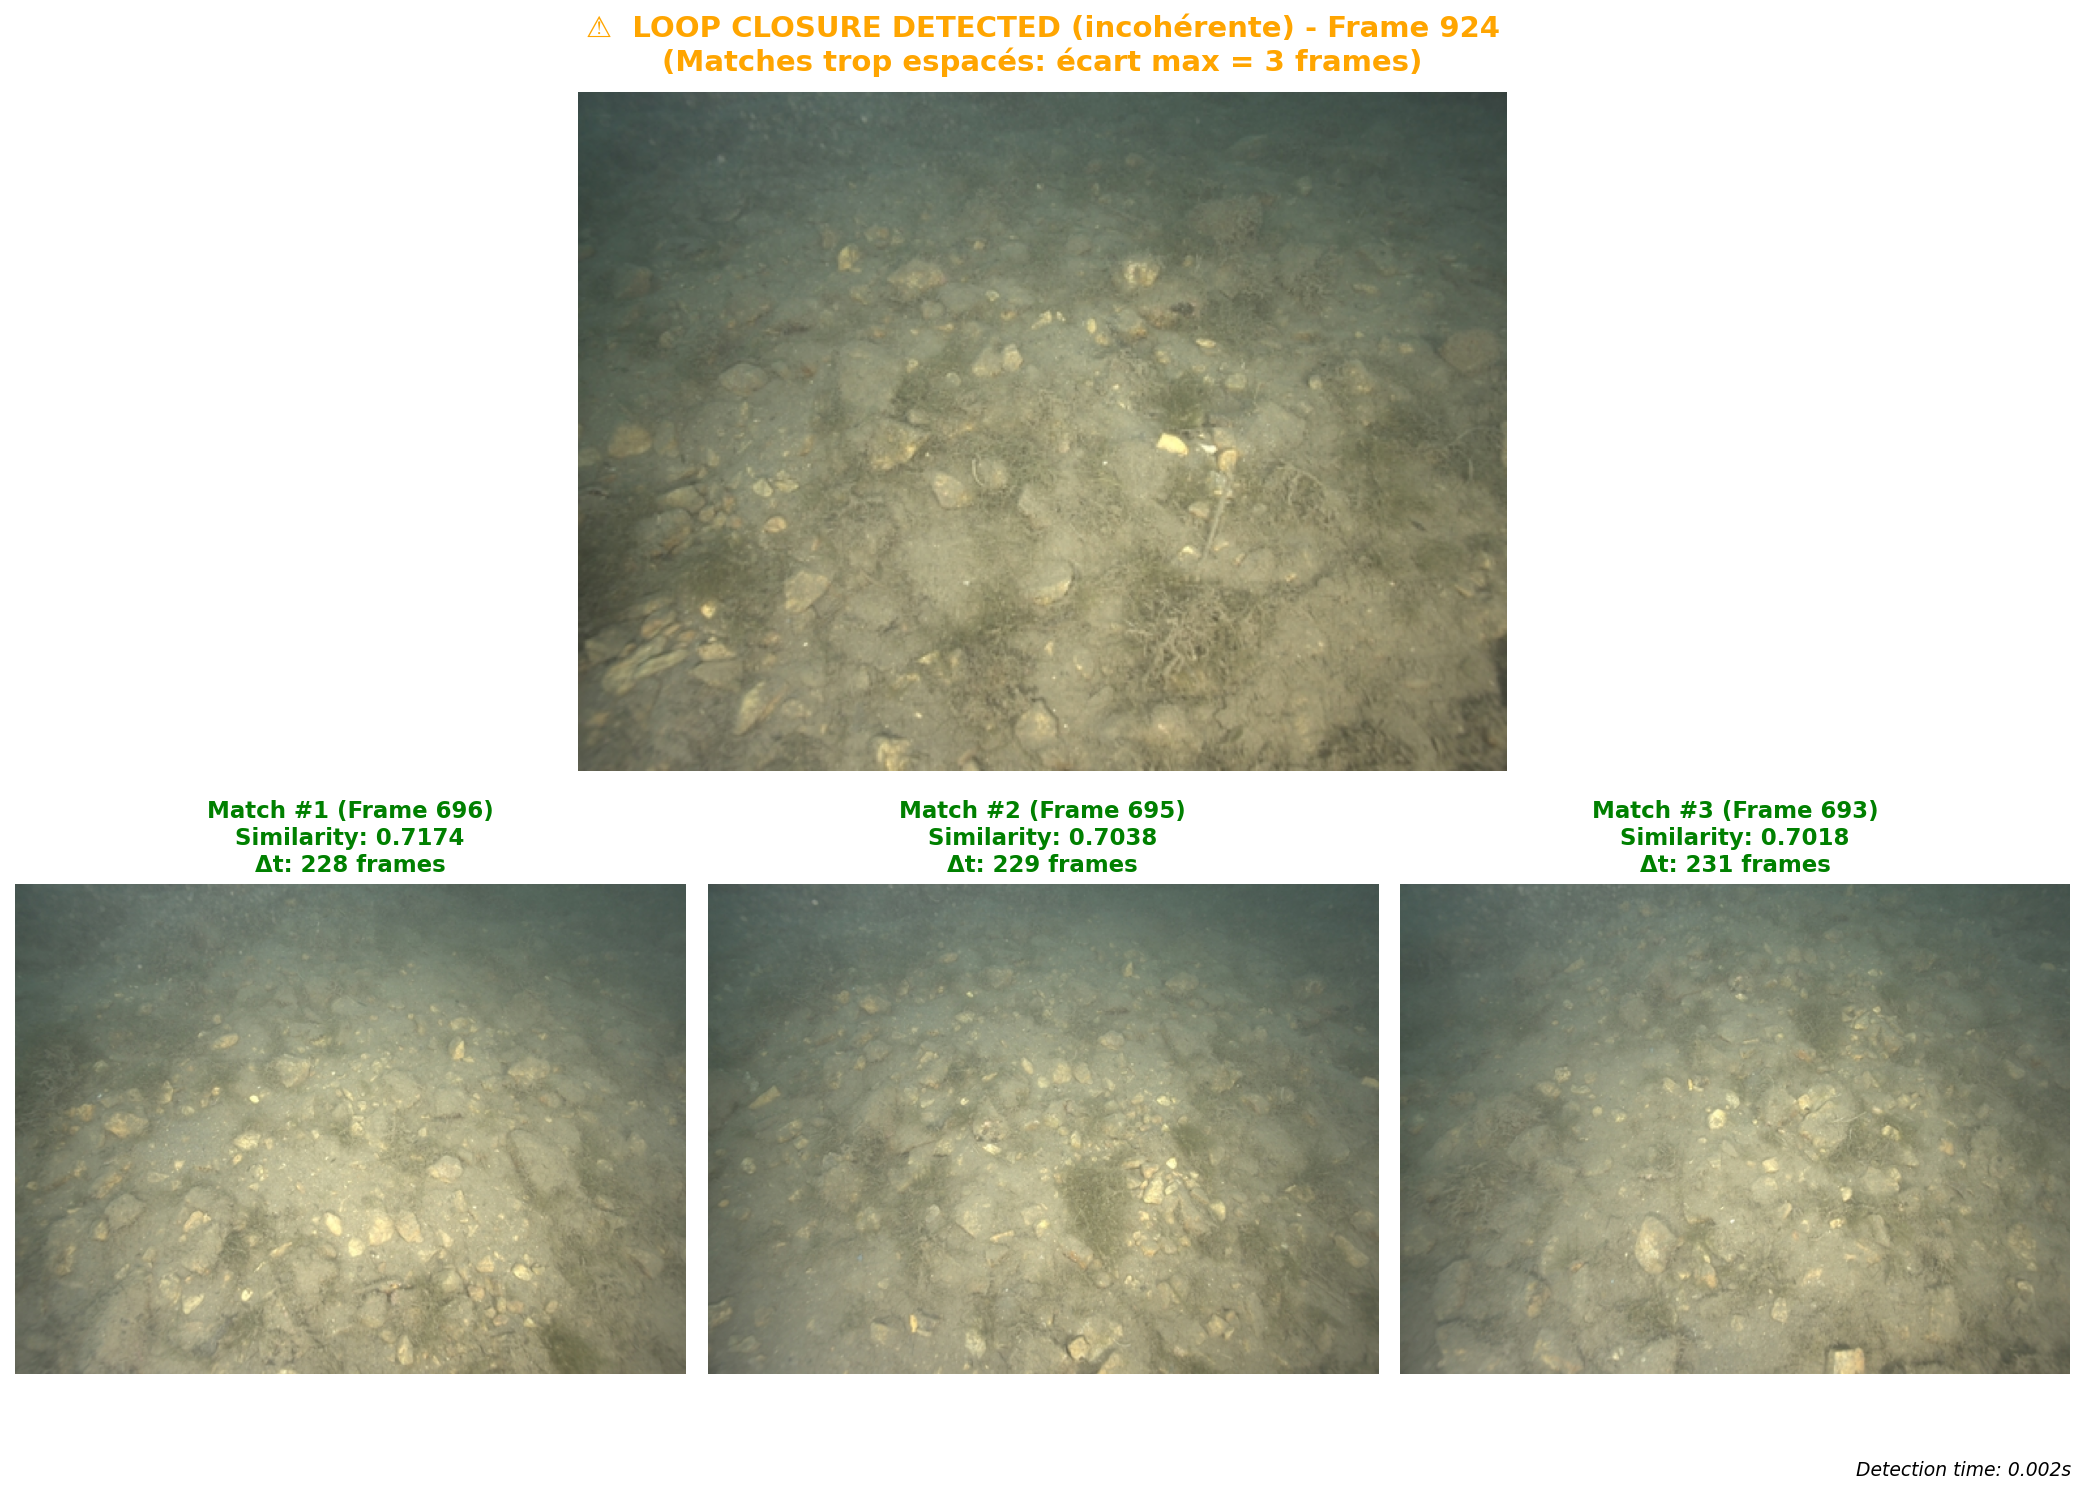 ⚠ LOOP CLOSURE DETECTED (incohérente) - Frame 924
(Matches trop espacés: écart max = 3 frames)
Match #1 (Frame 696)
Similarity: 0.7174
Δt: 228 frames
Match #2 (Frame 695)
Similarity: 0.7038
Δt: 229 frames
Match #3 (Frame 693)
Similarity: 0.7018
Δt: 231 frames
Detection time: 0.002s